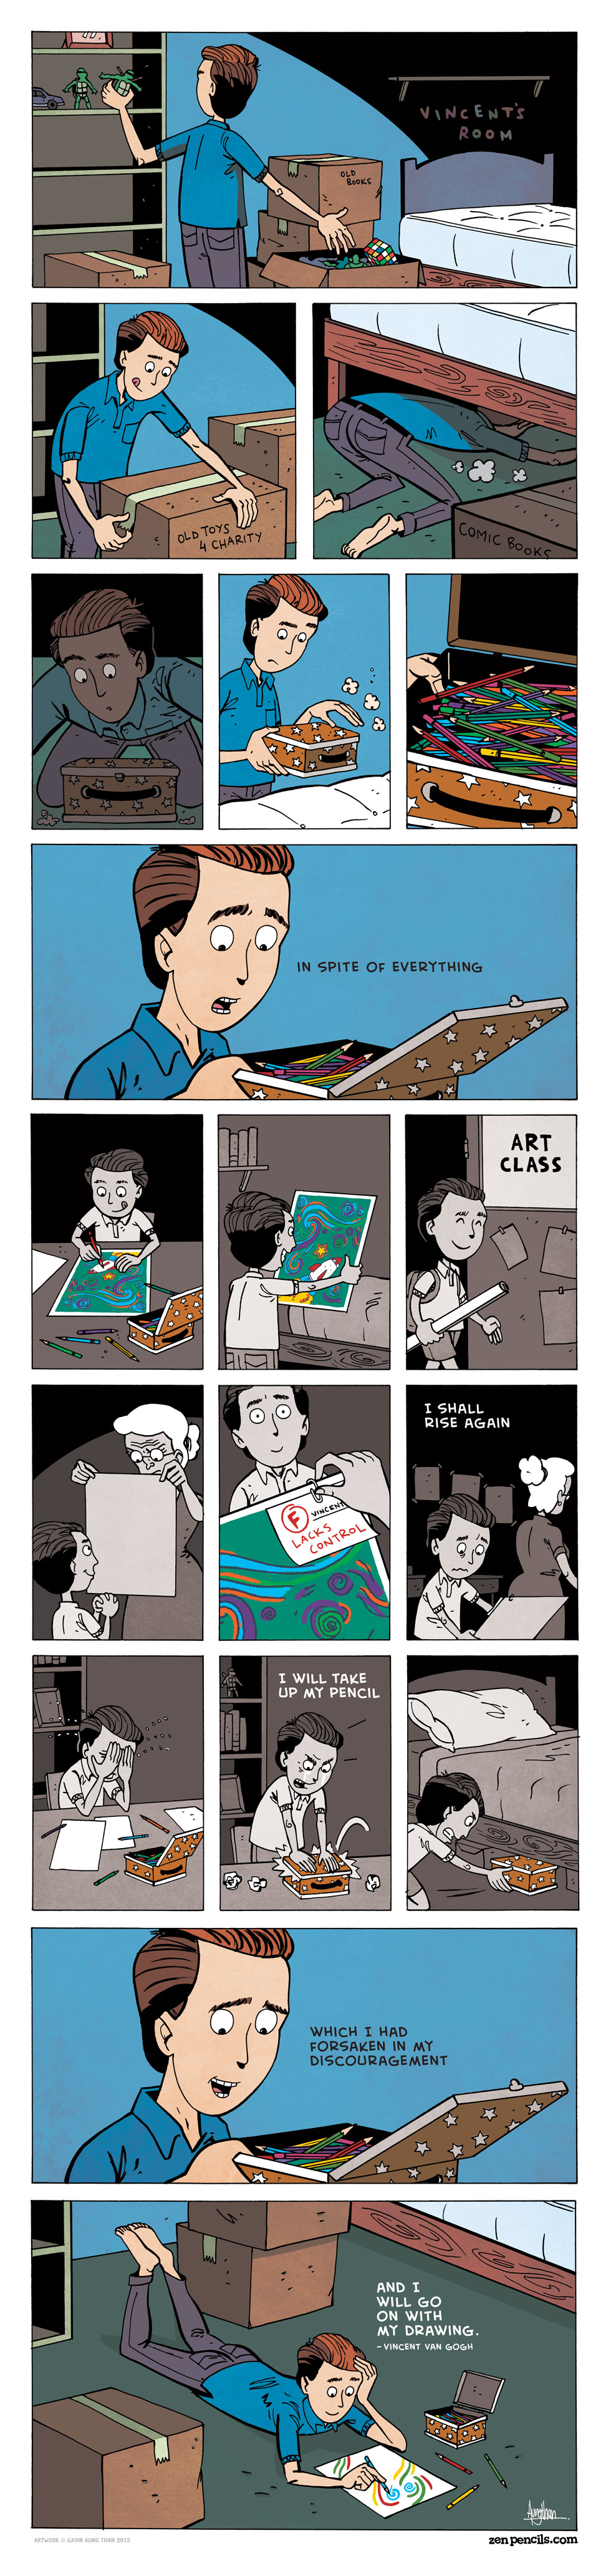 VINCENT'S
ROOM
OLD
BOOKS
OLD TOYS
4 CHARITY
COMIC BOOKS
IN SPITE OF EVERYTHING
ART
CLASS
F
VINCENT
LACKS
CONTROL
I SHALL
RISE AGAIN
I WILL TAKE
UP MY PENCIL
WHICH I HAD
FORSAKEN IN MY
DISCOURAGEMENT
AND I
WILL GO
ON WITH
MY DRAWING.
- VINCENT VAN GOGH
ARTWORK © GAVIN AUNG THAN 2013
zenpencils.com